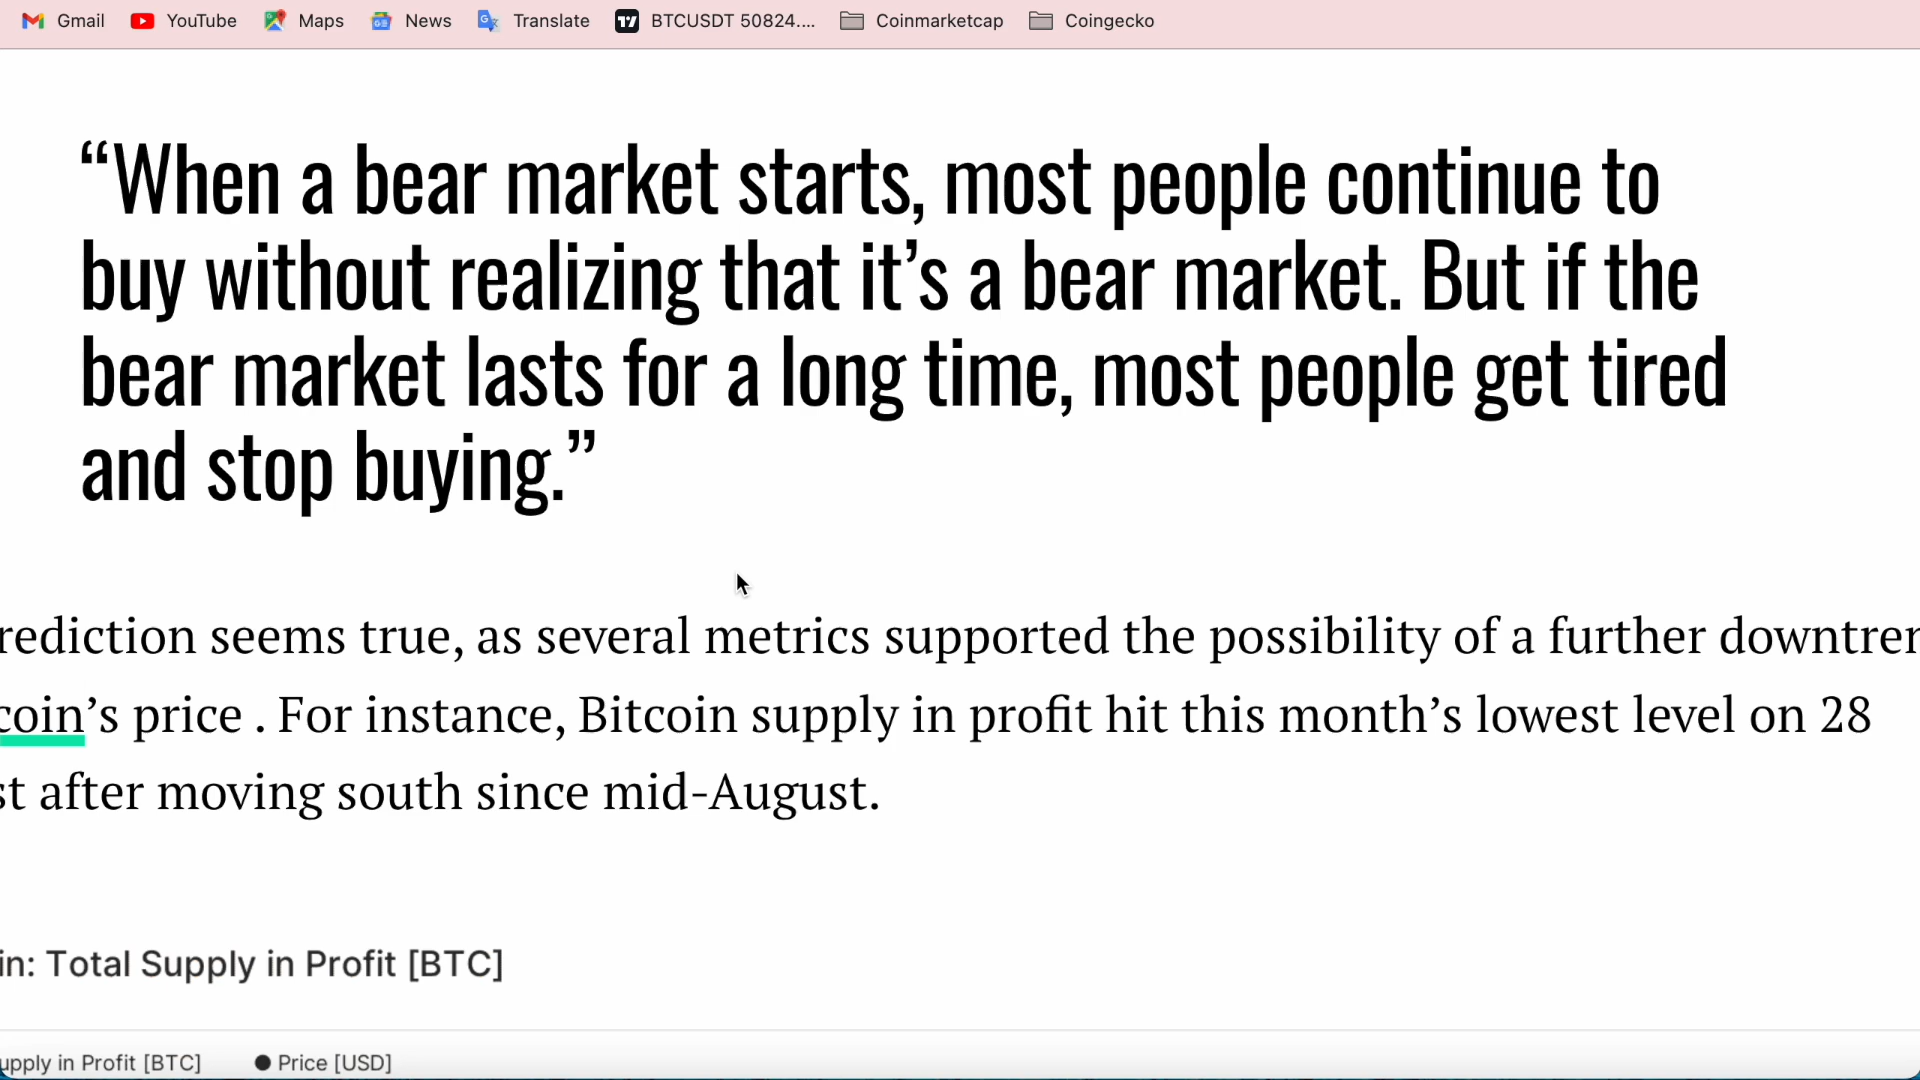 Gmail YouTube Maps News Translate BTCUSDT 50824.... Coinmarketcap Coingecko
“When a bear market starts, most people continue to
buy without realizing that it’s a bear market. But if the
bear market lasts for a long time, most people get tired
and stop buying.”
rediction seems true, as several metrics supported the possibility of a further downtre
coin’s price . For instance, Bitcoin supply in profit hit this month’s lowest level on 28
st after moving south since mid-August.
in: Total Supply in Profit [BTC]
upply in Profit [BTC] Price [USD]